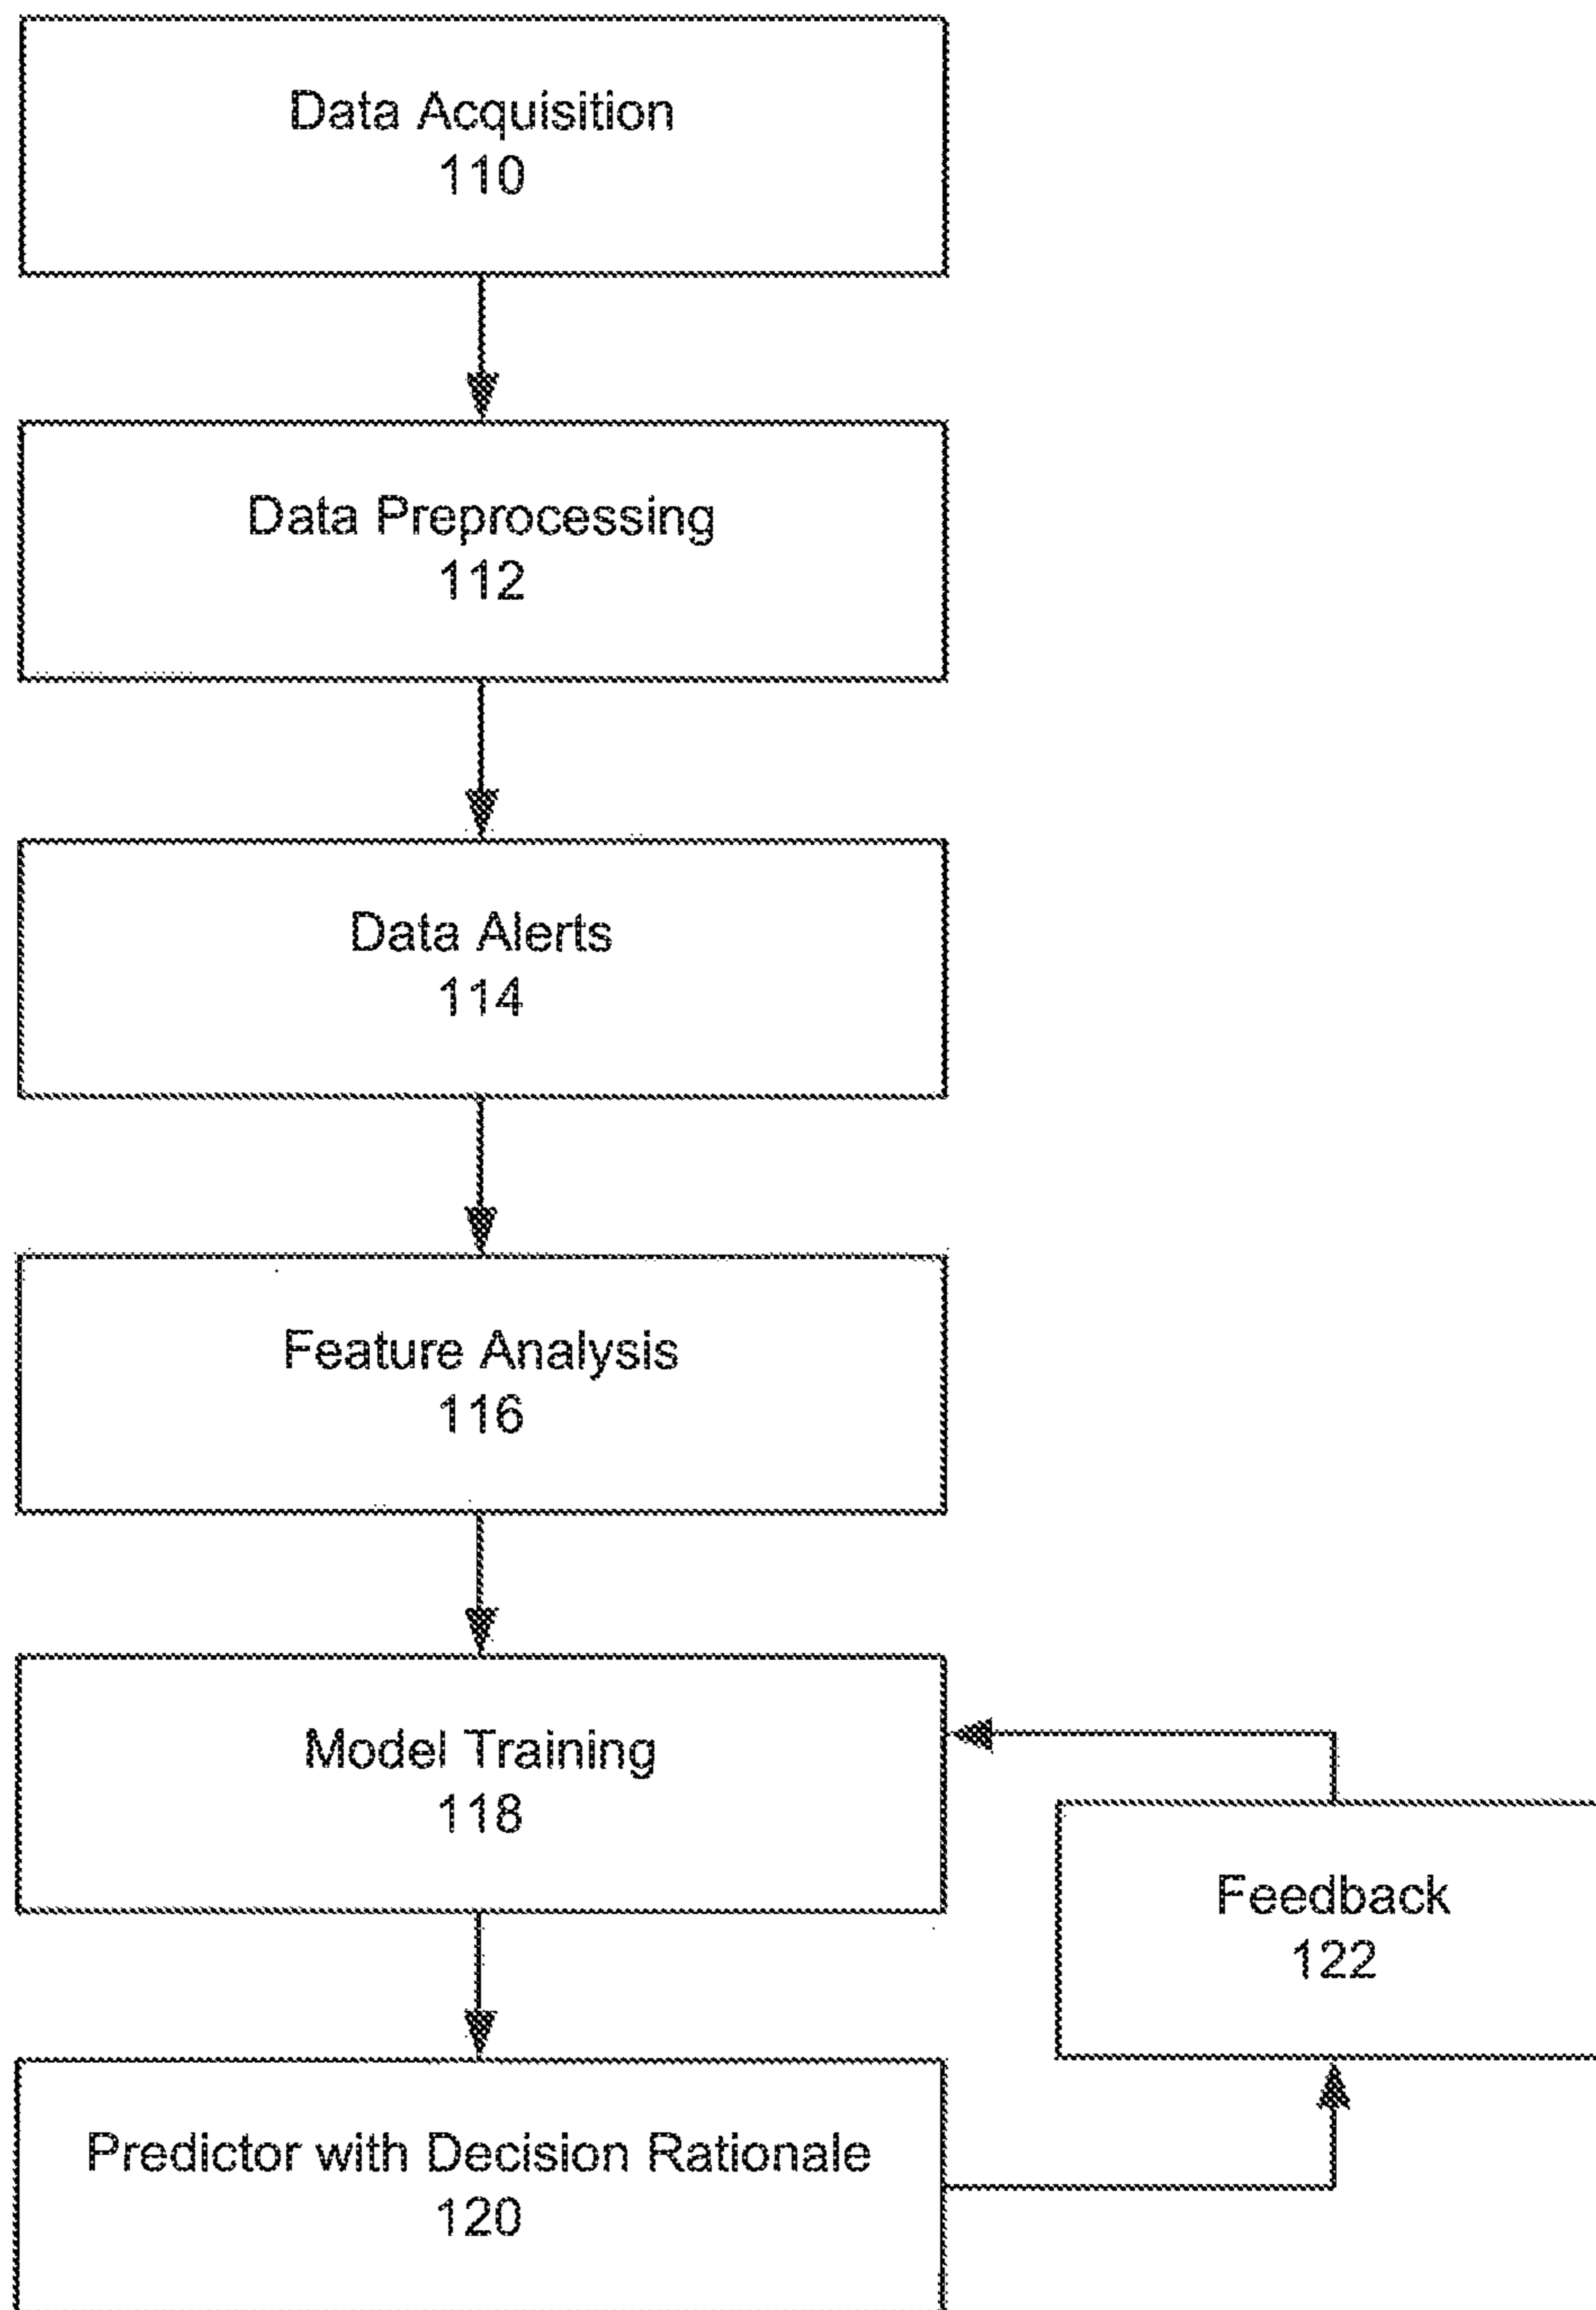 Data Acquisition
110
Data Preprocessing
112
Data Alerts
114
Feature Analysis
116
Model Training
118
Feedback
122
Predictor with Decision Rationale
120